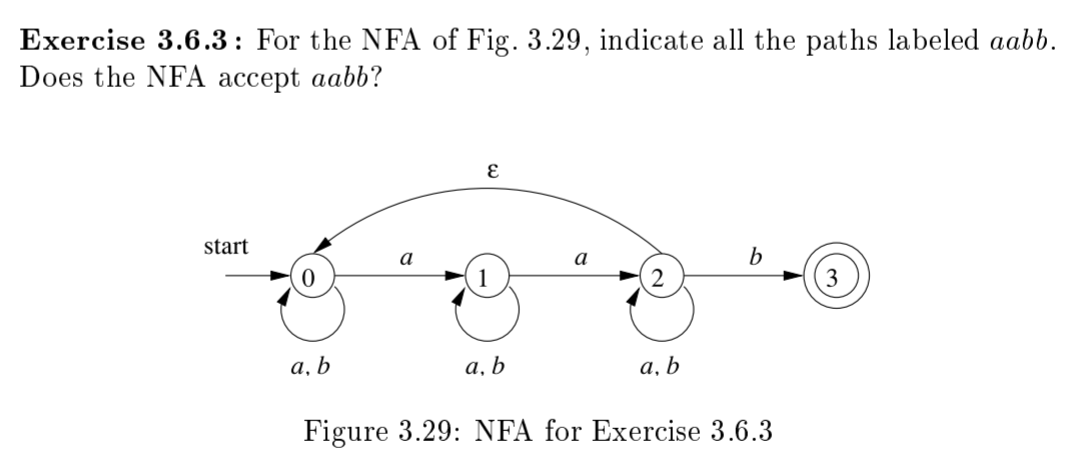 Exercise 3.6.3: For the NFA of Fig. 3.29, indicate all the paths labeled aabb.
Does the NFA accept aabb?
ε
start
a
a
b
0
1
2
3
a, b
a, b
a, b
Figure 3.29: NFA for Exercise 3.6.3